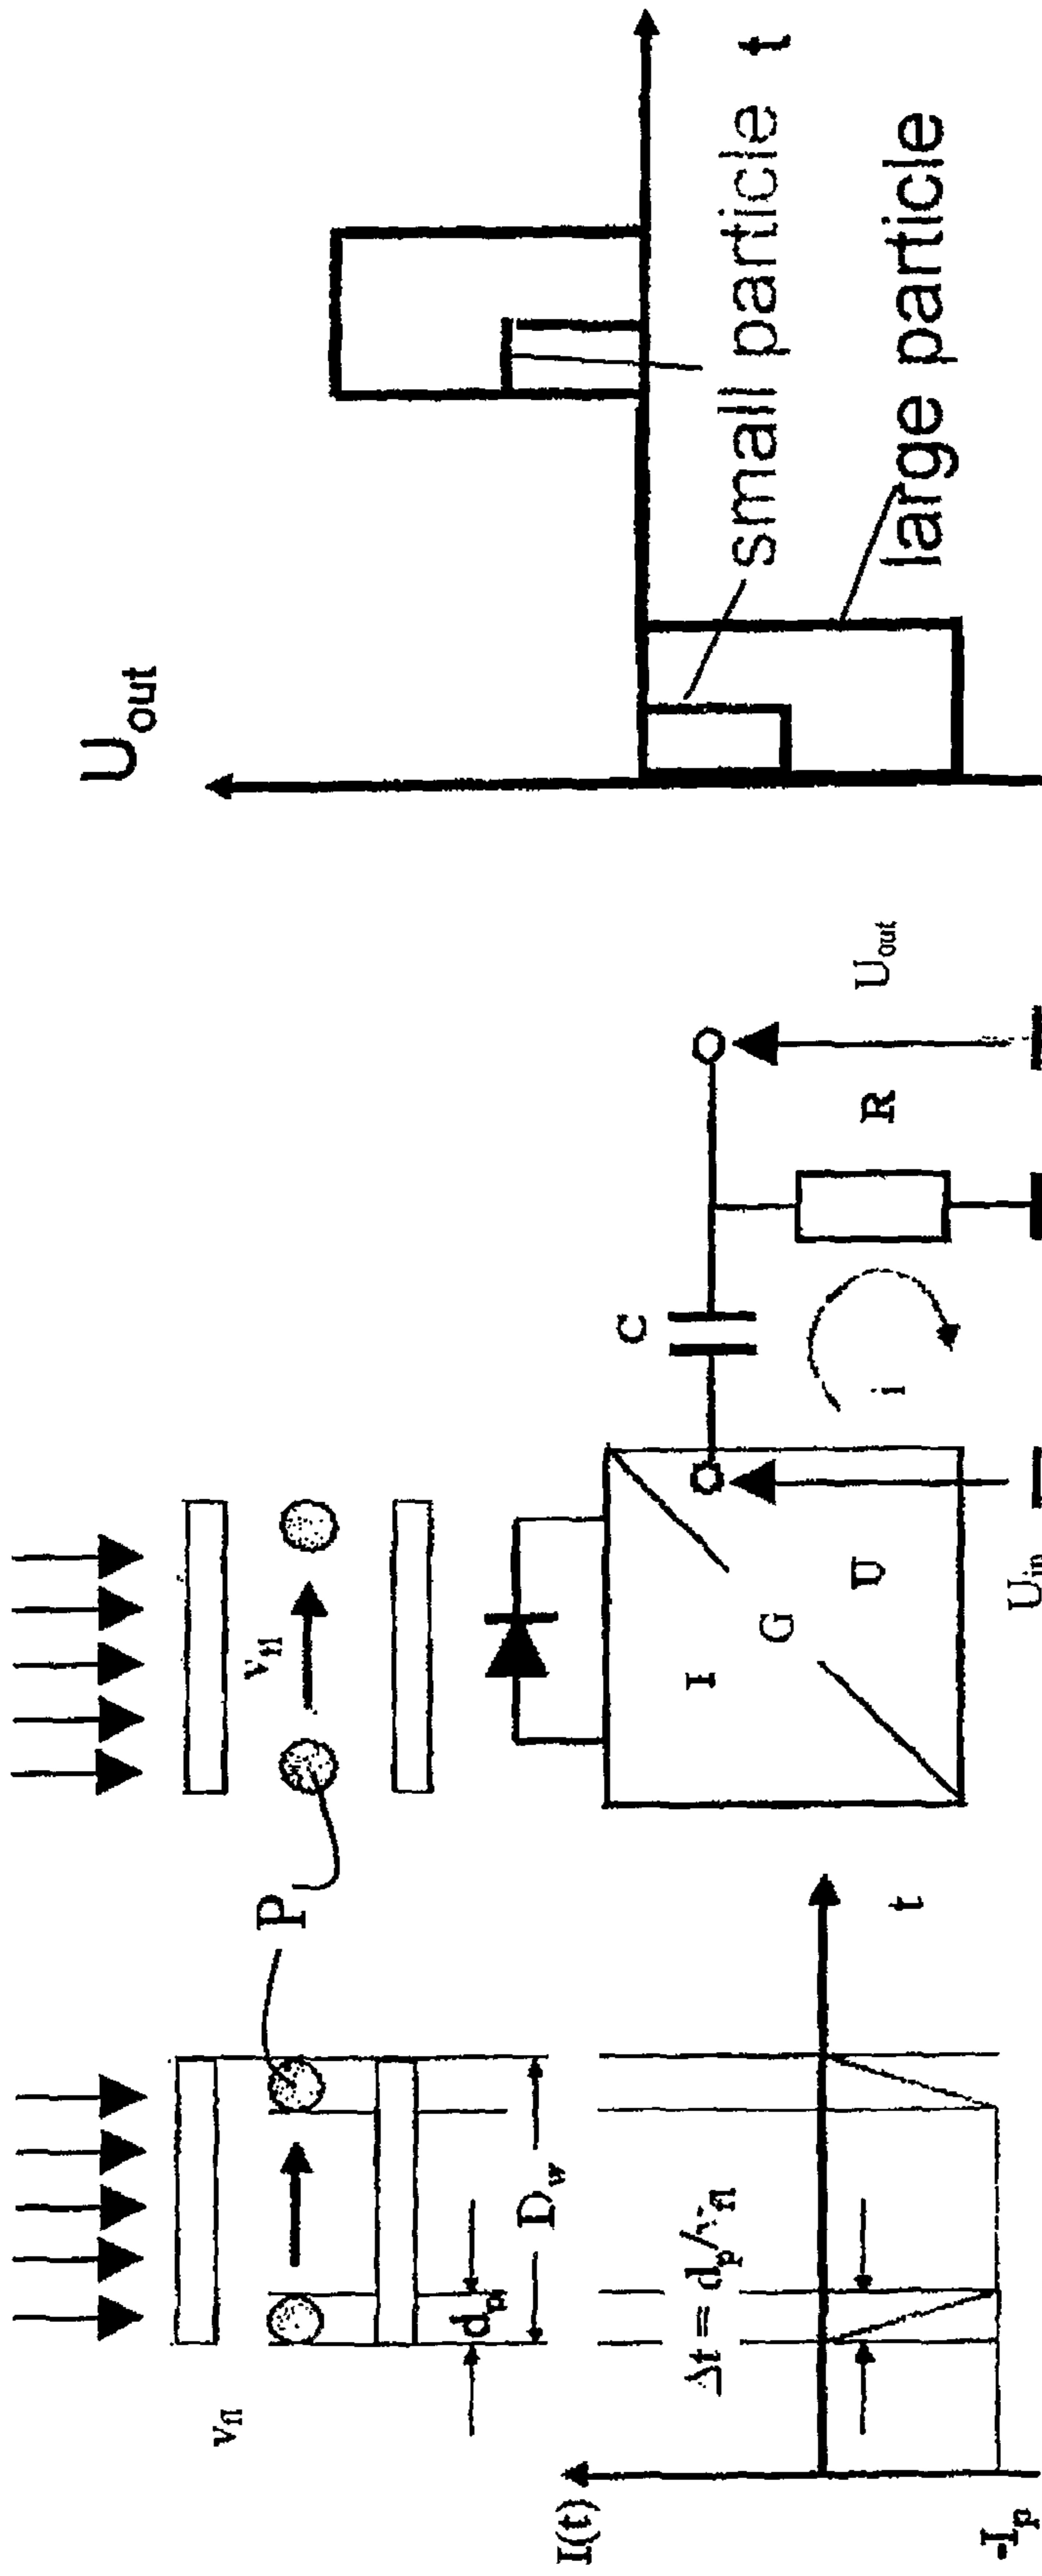 v_fl
P
d_p
D_w
I(t)
Δt = d_p/v_fl
t
-I_p
v_fl
I
G
U
U_in
C
i
R
U_out
U_out
t
small particle
large particle